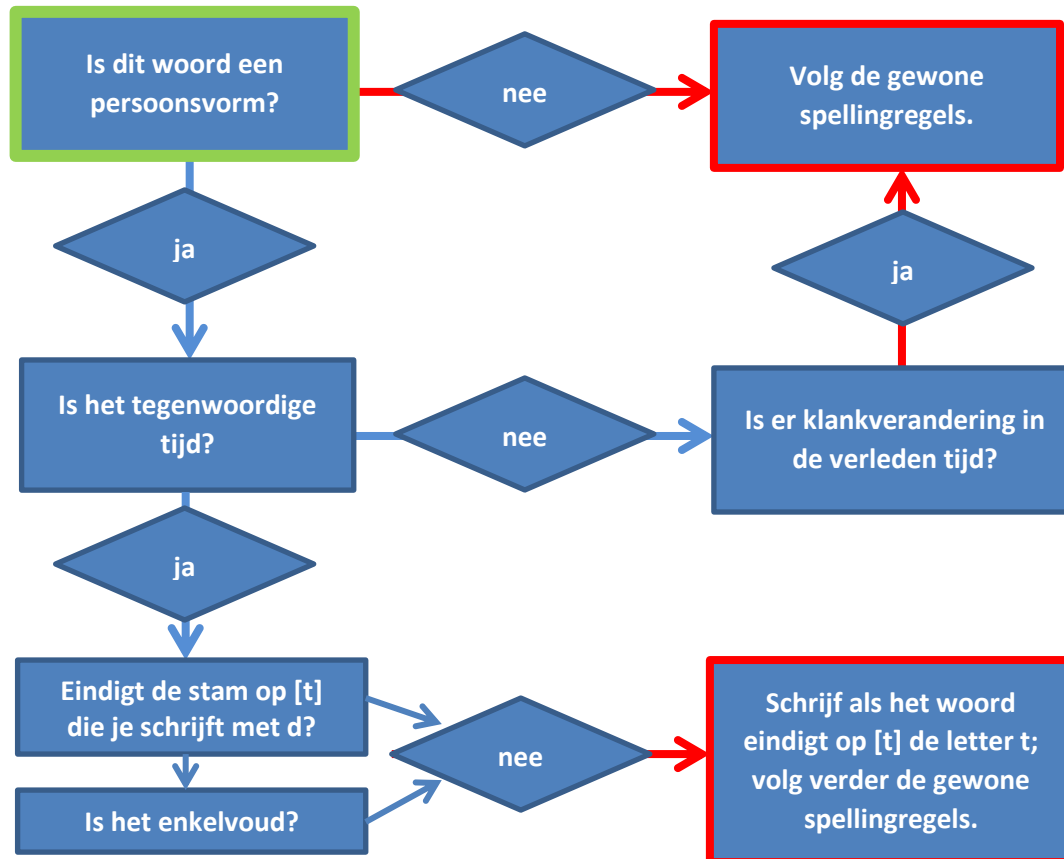 Is dit woord een
persoonsvorm?
nee
Volg de gewone
spellingregels.
ja
ja
Is het tegenwoordige
tijd?
nee
Is er klankverandering in
de verleden tijd?
ja
Eindigt de stam op [t]
die je schrijft met d?
Is het enkelvoud?
nee
Schrijf als het woord
eindigt op [t] de letter t;
volg verder de gewone
spellingregels.